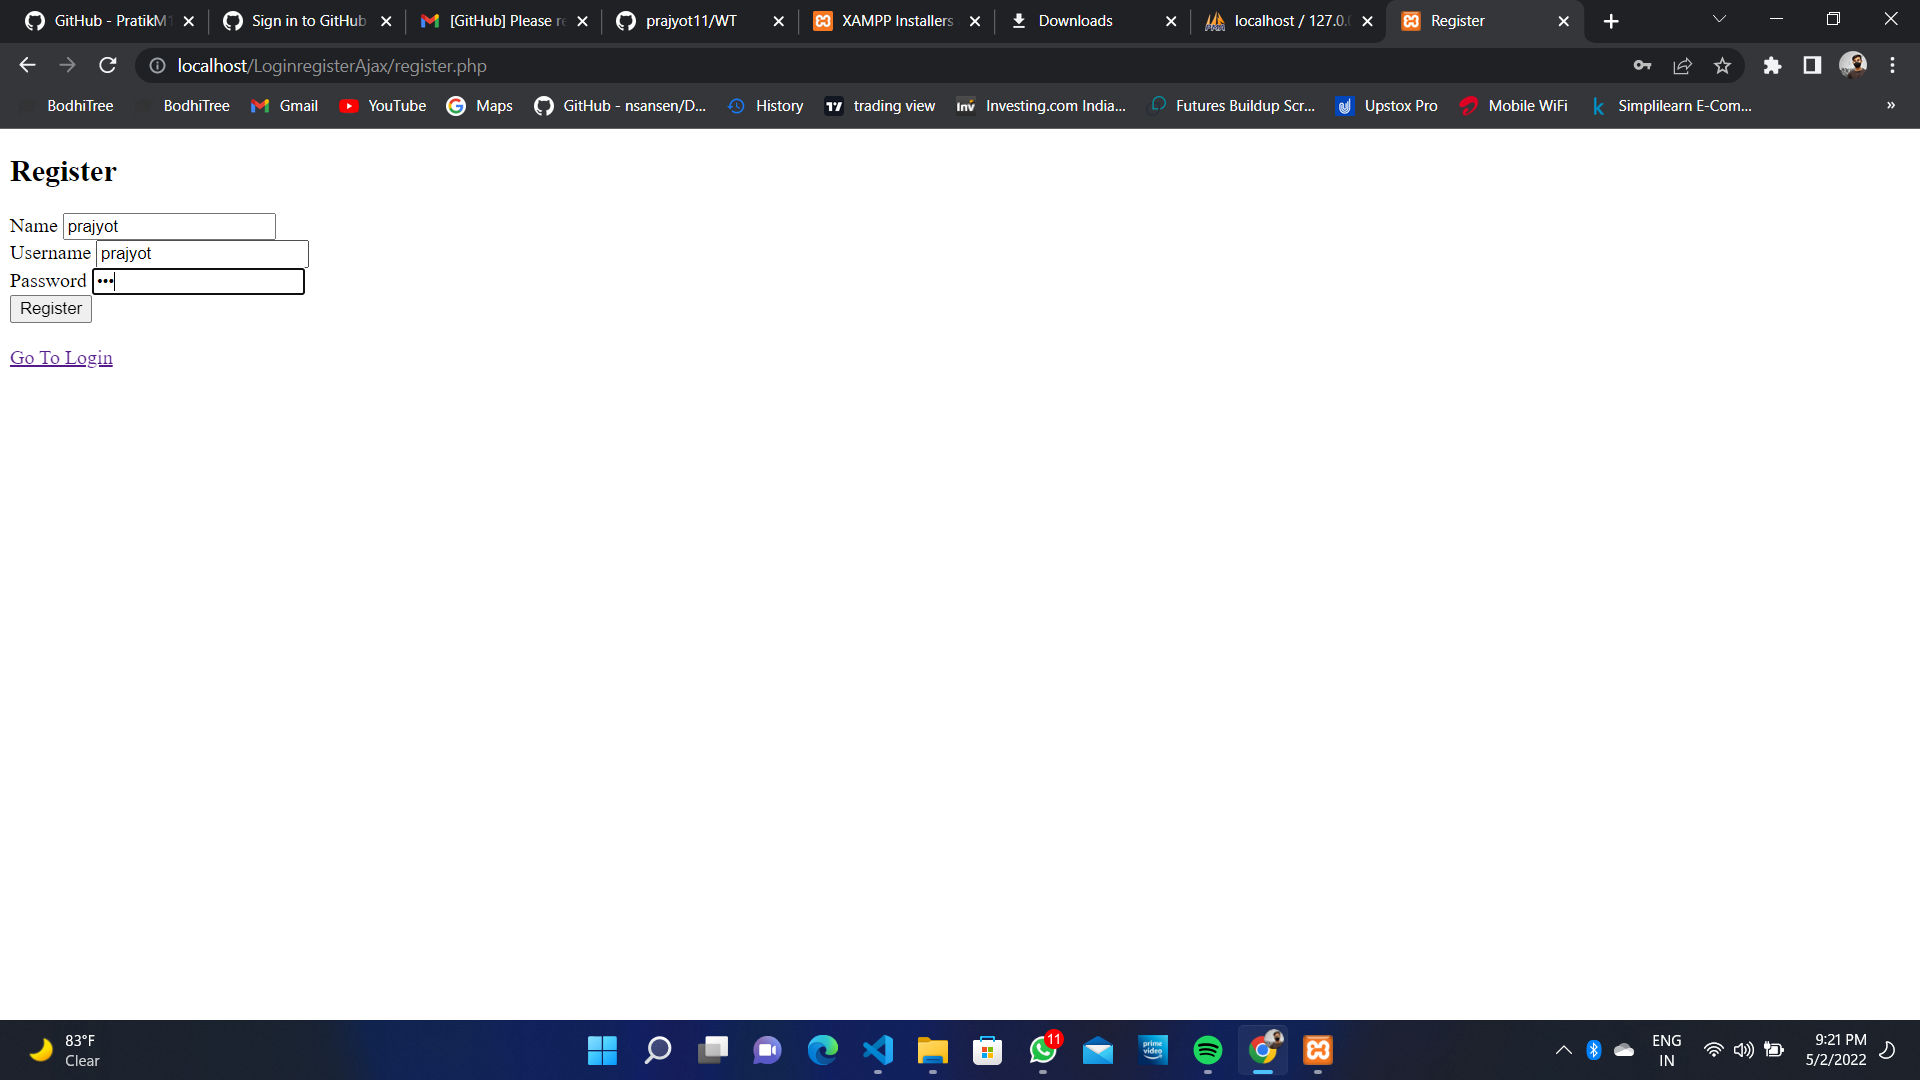 GitHub - PratikM1
Sign in to GitHub
[GitHub] Please re
prajyot11/WT
XAMPP Installers
Downloads
localhost / 127.0.0
Register
localhost/LoginregisterAjax/register.php
BodhiTree
BodhiTree
Gmail
YouTube
Maps
GitHub - nsansen/D...
History
trading view
Investing.com India...
Futures Buildup Scr...
Upstox Pro
Mobile WiFi
Simplilearn E-Com...
»
Register
Name prajyot
Username prajyot
Password •••
Register
Go To Login
83°F
Clear
prime video
11
ENG
IN
9:21 PM
5/2/2022